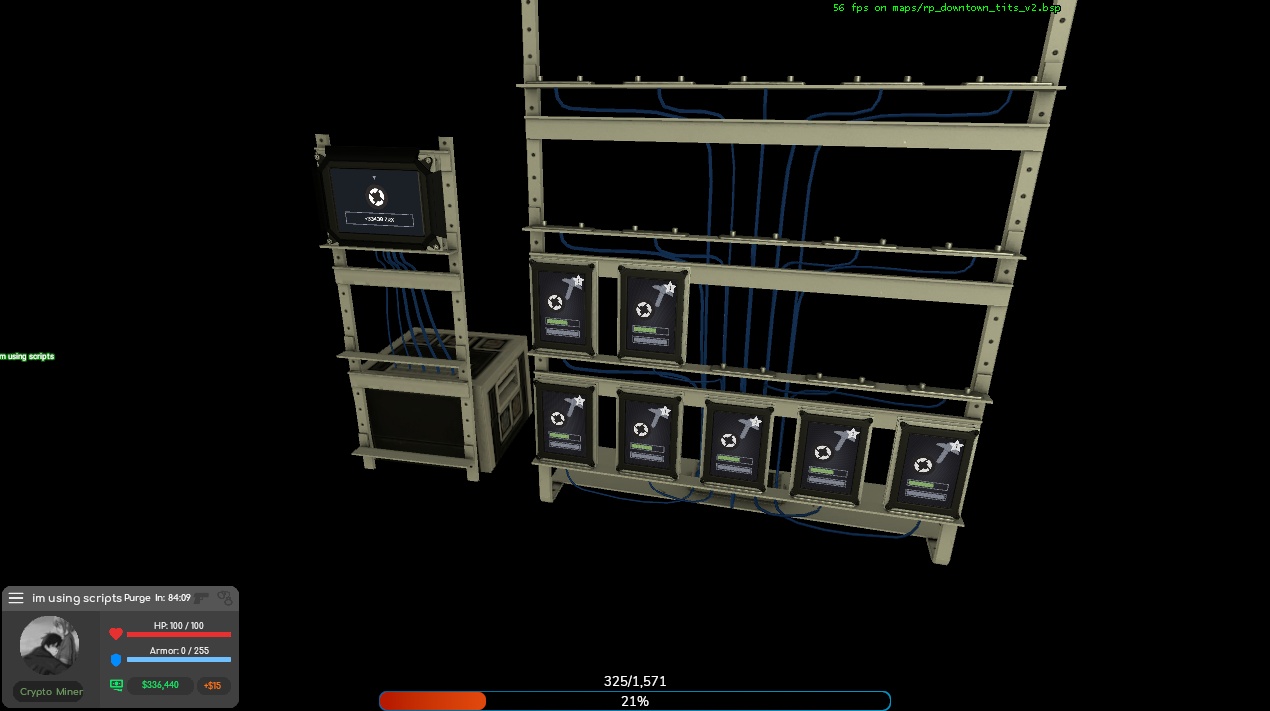 56 fps on maps/rp_downtown_tits_v2.bsp
m using scripts
im using scripts Purge In: 84:09
HP: 100 / 100
Armor: 0 / 255
Crypto Miner
$336,440 +$15
325/1,571
21%